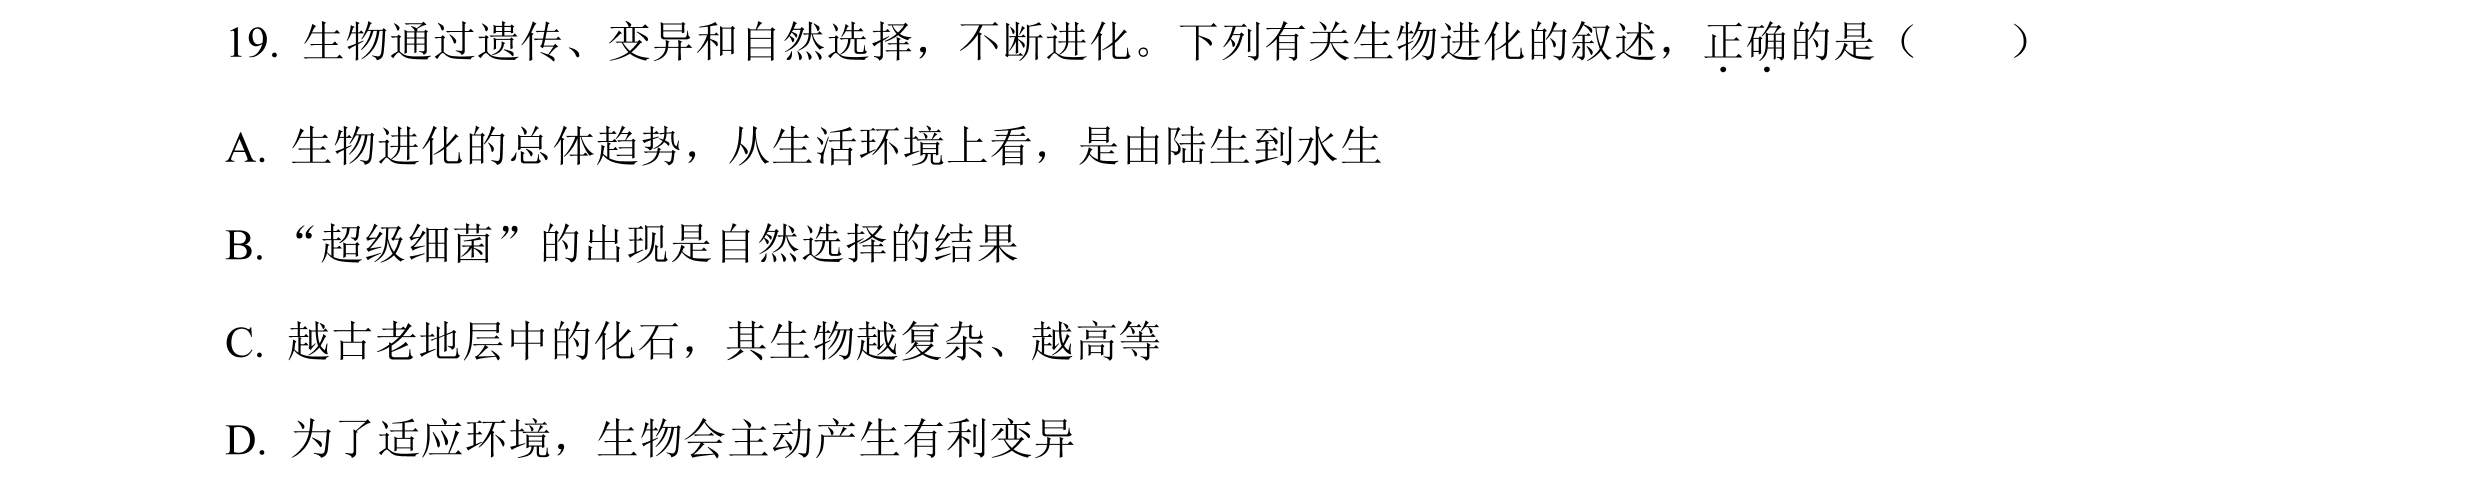 19. 生物通过遗传、变异和自然选择，不断进化。下列有关生物进化的叙述，正确的是（　　）
A. 生物进化的总体趋势，从生活环境上看，是由陆生到水生
B. “超级细菌”的出现是自然选择的结果
C. 越古老地层中的化石，其生物越复杂、越高等
D. 为了适应环境，生物会主动产生有利变异